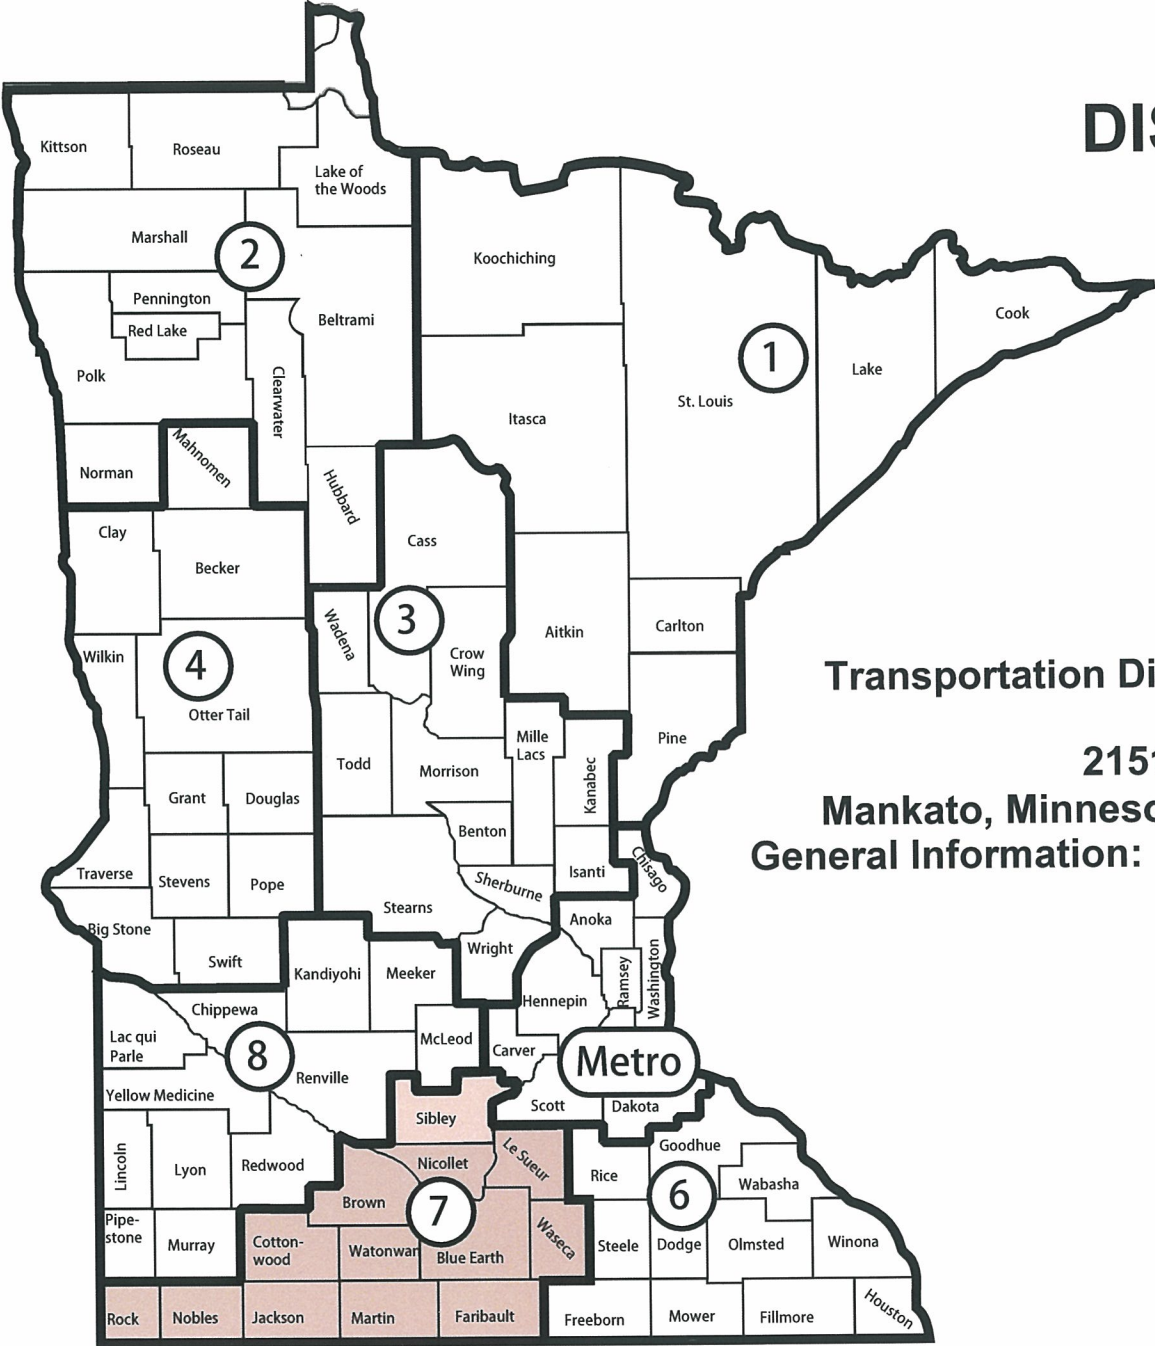 DIS
Kittson
Roseau
Lake of
the Woods
Marshall
2
Koochiching
Pennington
Red Lake
Beltrami
Cook
1
Polk
Clearwater
Lake
St. Louis
Itasca
Norman
Mahnomen
Hubbard
Clay
Cass
Becker
3
Wadena
Aitkin
Carlton
Wilkin
4
Crow
Wing
Otter Tail
Transportation Di
Mille
Lacs
Pine
Todd
Morrison
Kanabec
2151
Grant
Douglas
Mankato, Minneso
Benton
General Information:
Traverse
Stevens
Pope
Sherburne
Isanti
Chisago
Stearns
Anoka
Big Stone
Wright
Swift
Kandiyohi
Meeker
Ramsey
Washington
Hennepin
Chippewa
Lac qui
Parle
McLeod
Carver
8
Metro
Renville
Yellow Medicine
Sibley
Scott
Dakota
Lincoln
Lyon
Redwood
Nicollet
Le Sueur
Goodhue
Rice
Wabasha
Brown
7
6
Pipe-
stone
Murray
Cotton-
wood
Watonwan
Blue Earth
Waseca
Steele
Dodge
Olmsted
Winona
Rock
Nobles
Jackson
Martin
Faribault
Freeborn
Mower
Fillmore
Houston